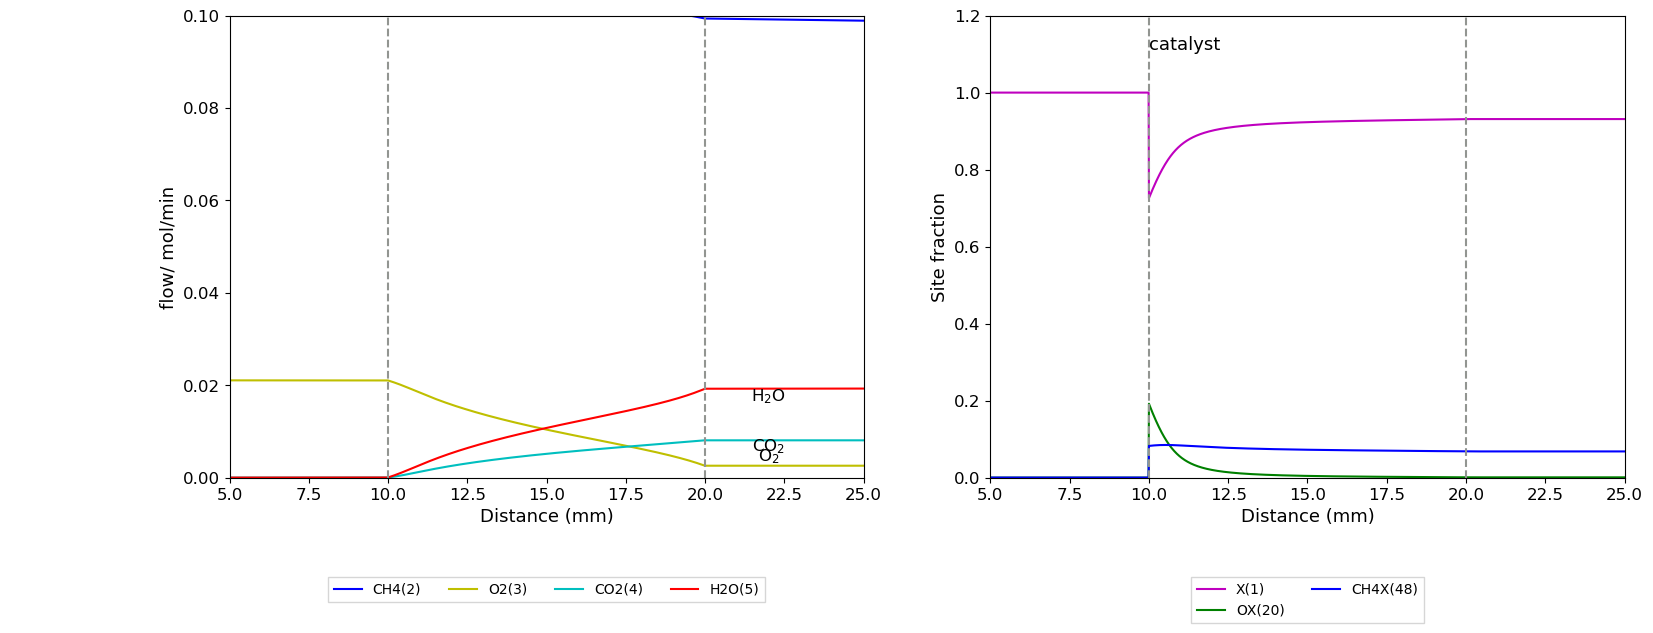 0.10
0.08
0.06
0.04
0.02
0.00
flow/ mol/min
H₂O
CO₂
O₂
5.0 7.5 10.0 12.5 15.0 17.5 20.0 22.5 25.0
Distance (mm)
CH4(2) O2(3) CO2(4) H2O(5)
1.2
1.0
0.8
0.6
0.4
0.2
0.0
Site fraction
catalyst
5.0 7.5 10.0 12.5 15.0 17.5 20.0 22.5 25.0
Distance (mm)
X(1) CH4X(48)
OX(20)